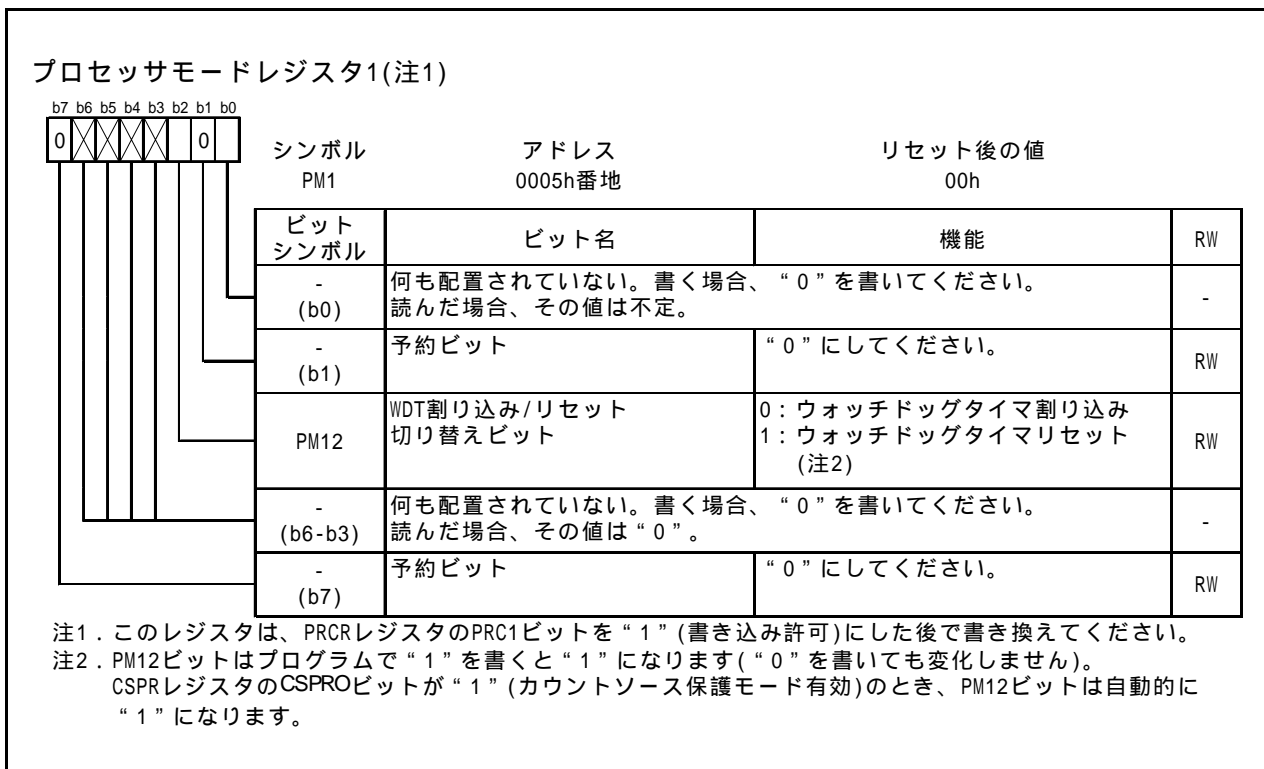 プロセッサモードレジスタ1(注1)
b7 b6 b5 b4 b3 b2 b1 b0
0 0
シンボル アドレス リセット後の値
PM1 0005h番地 00h
ビット
シンボル ビット名 機能 RW
-
(b0)
何も配置されていない。書く場合、“0”を書いてください。
読んだ場合、その値は不定。
-
-
(b1)
予約ビット
“0”にしてください。
RW
PM12
WDT割り込み/リセット
切り替えビット
0:ウォッチドッグタイマ割り込み
1:ウォッチドッグタイマリセット
(注2)
RW
-
(b6-b3)
何も配置されていない。書く場合、“0”を書いてください。
読んだ場合、その値は“0”。
-
-
(b7)
予約ビット
“0”にしてください。
RW
注1.このレジスタは、PRCRレジスタのPRC1ビットを“1”(書き込み許可)にした後で書き換えてください。
注2.PM12ビットはプログラムで“1”を書くと“1”になります(“0”を書いても変化しません)。
CSPRレジスタのCSPROビットが“1”(カウントソース保護モード有効)のとき、PM12ビットは自動的に
“1”になります。